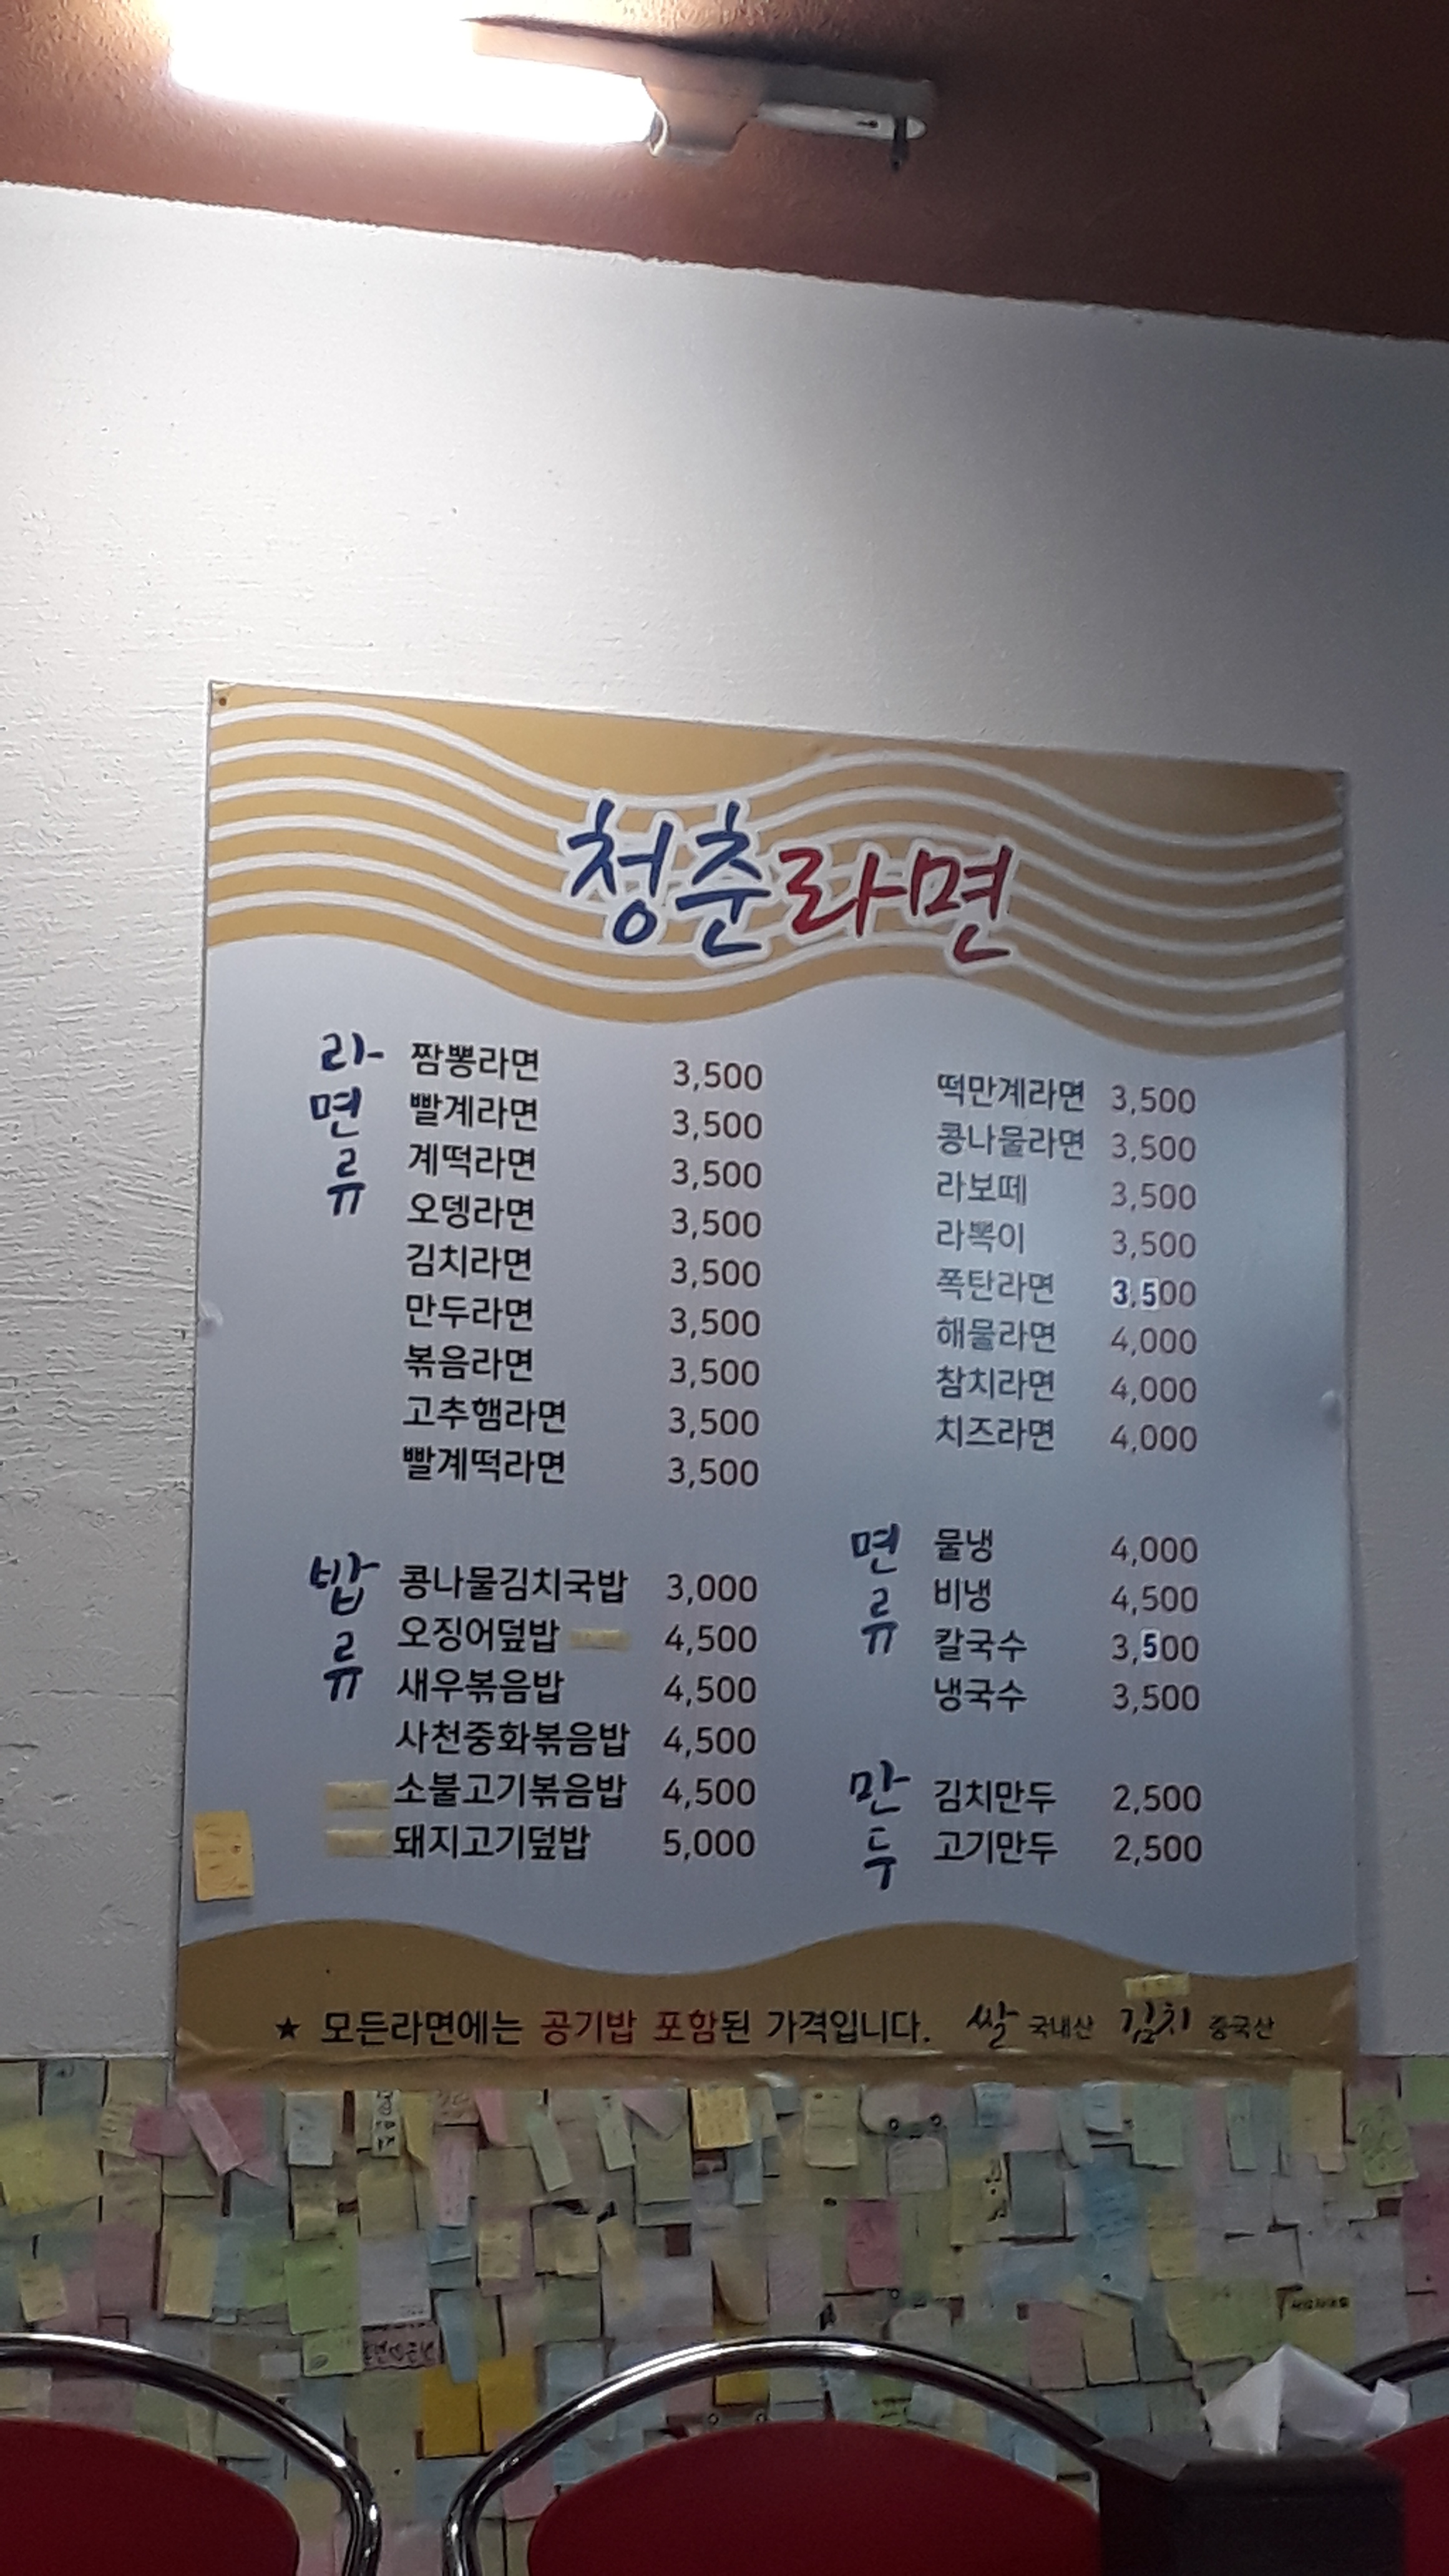 청춘라면
라면류
짬뽕라면 3,500
빨계라면 3,500
계떡라면 3,500
오뎅라면 3,500
김치라면 3,500
만두라면 3,500
볶음라면 3,500
고추햄라면 3,500
빨계떡라면 3,500
떡만계라면 3,500
콩나물라면 3,500
라보떼 3,500
라뽁이 3,500
폭탄라면 3,500
해물라면 4,000
참치라면 4,000
치즈라면 4,000
밥류
콩나물김치국밥 3,000
오징어덮밥 4,500
새우볶음밥 4,500
사천중화볶음밥 4,500
소불고기볶음밥 4,500
돼지고기덮밥 5,000
면류
물냉 4,000
비냉 4,500
칼국수 3,500
냉국수 3,500
만두
김치만두 2,500
고기만두 2,500
★ 모든라면에는 공기밥 포함된 가격입니다. 쌀 국내산 김치 중국산